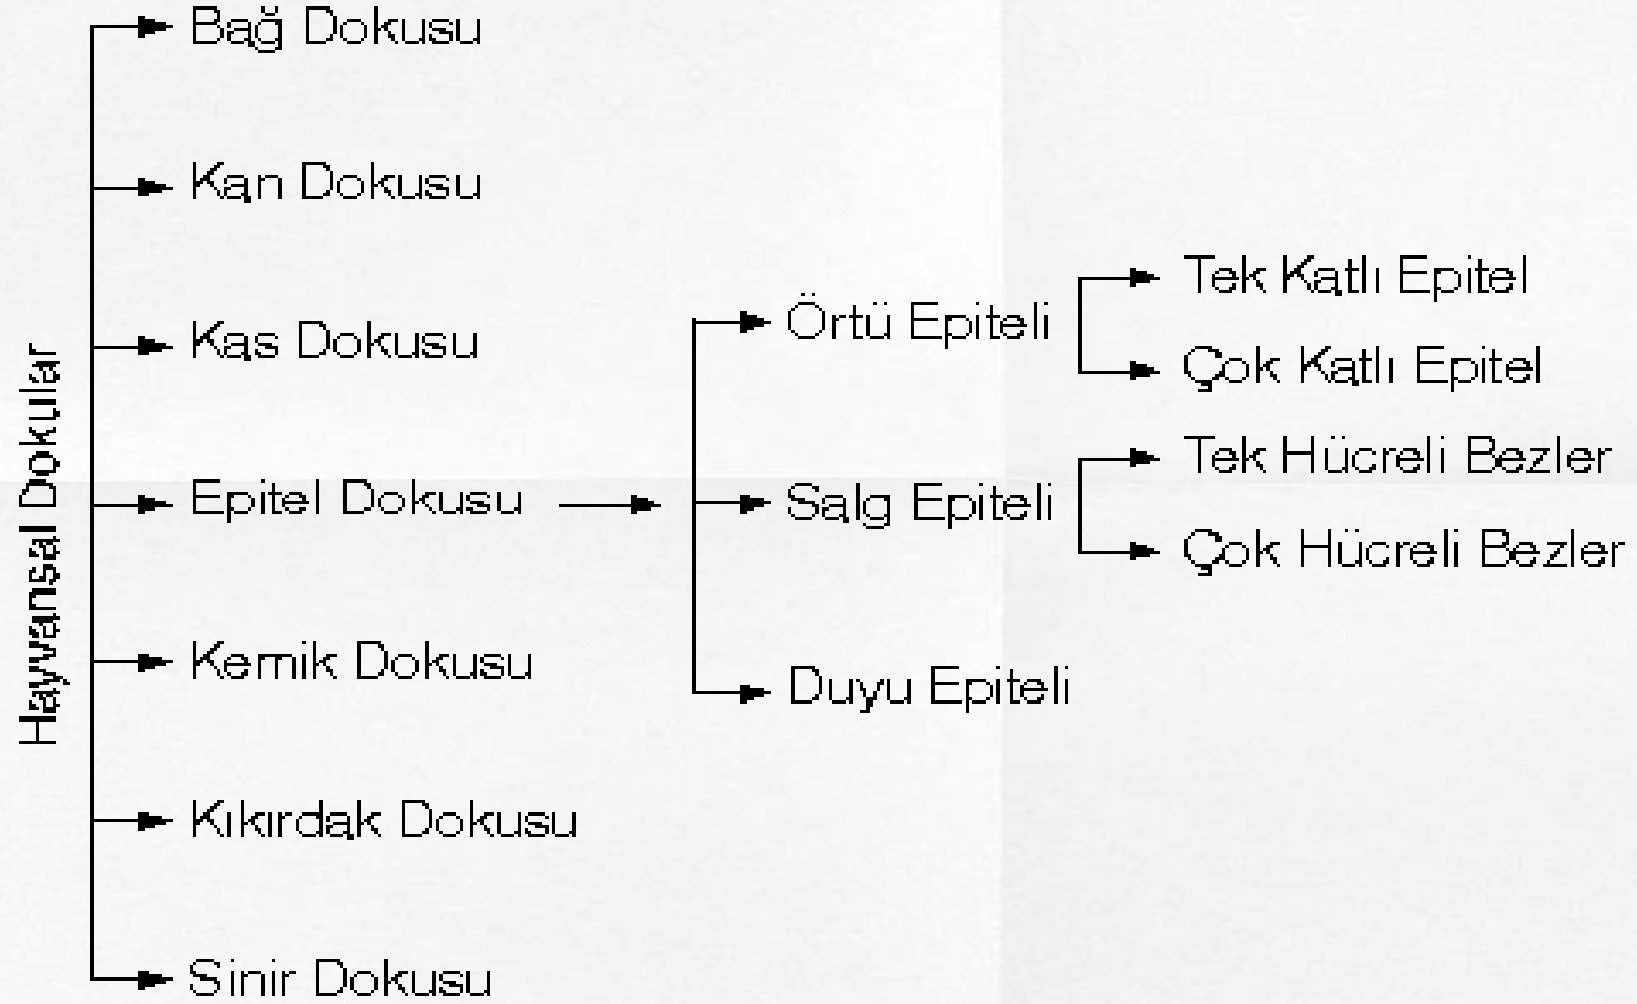 Hayvansal Dokular
Bağ Dokusu
Kan Dokusu
Kas Dokusu
Epitel Dokusu
Kemik Dokusu
Kıkırdak Dokusu
Sinir Dokusu
Örtü Epiteli
Salg Epiteli
Duyu Epiteli
Tek Katlı Epitel
Çok Katlı Epitel
Tek Hücreli Bezler
Çok Hücreli Bezler